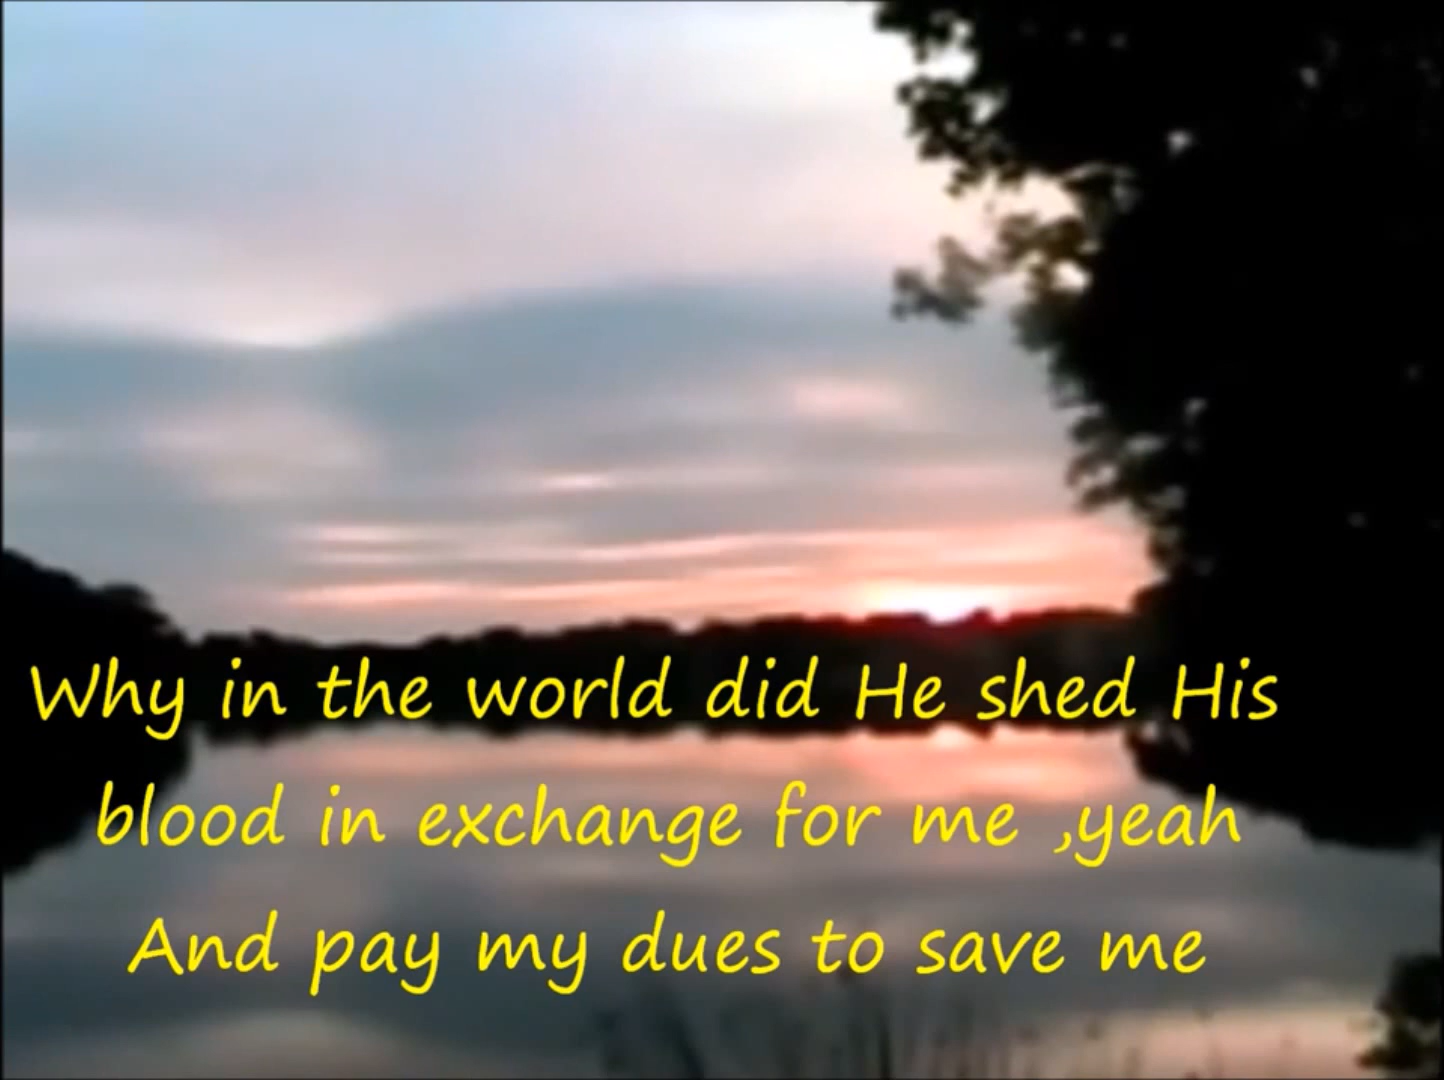 Why in the world did He shed His
blood in exchange for me ,yeah
And pay my dues to save me